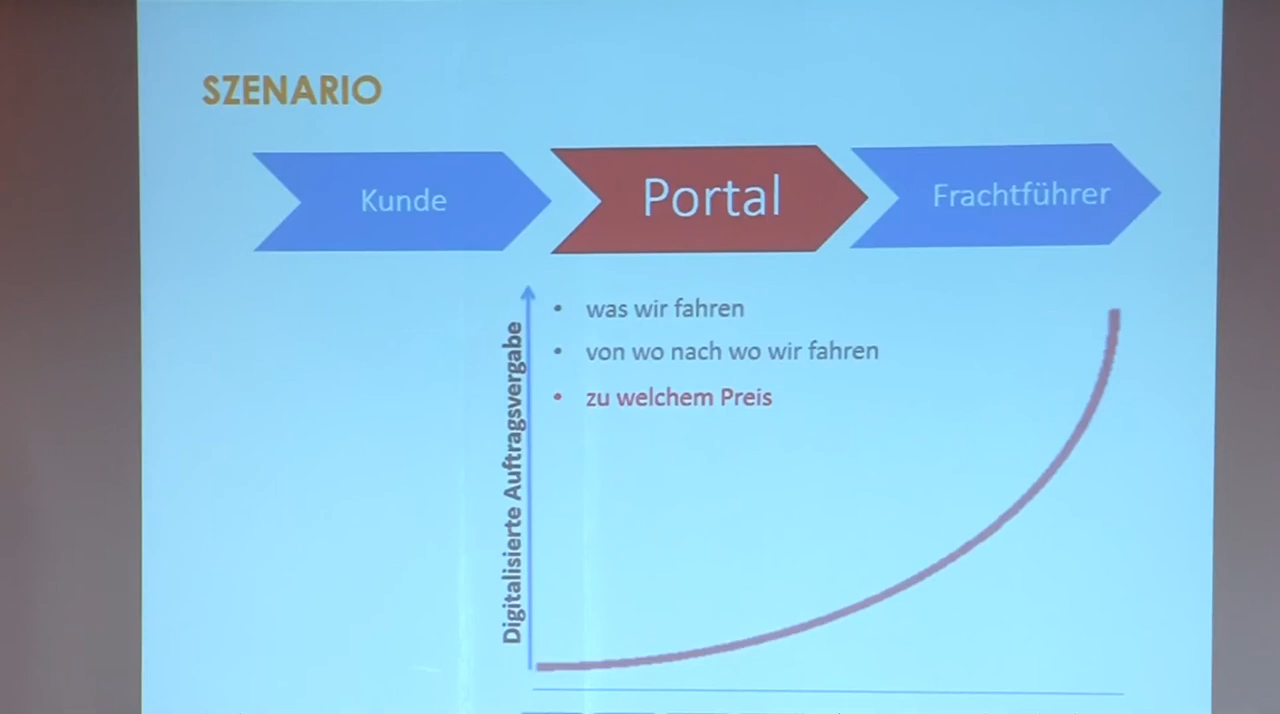 SZENARIO
Kunde
Portal
Frachtführer
was wir fahren
von wo nach wo wir fahren
zu welchem Preis
Digitalisierte Auftragsvergabe